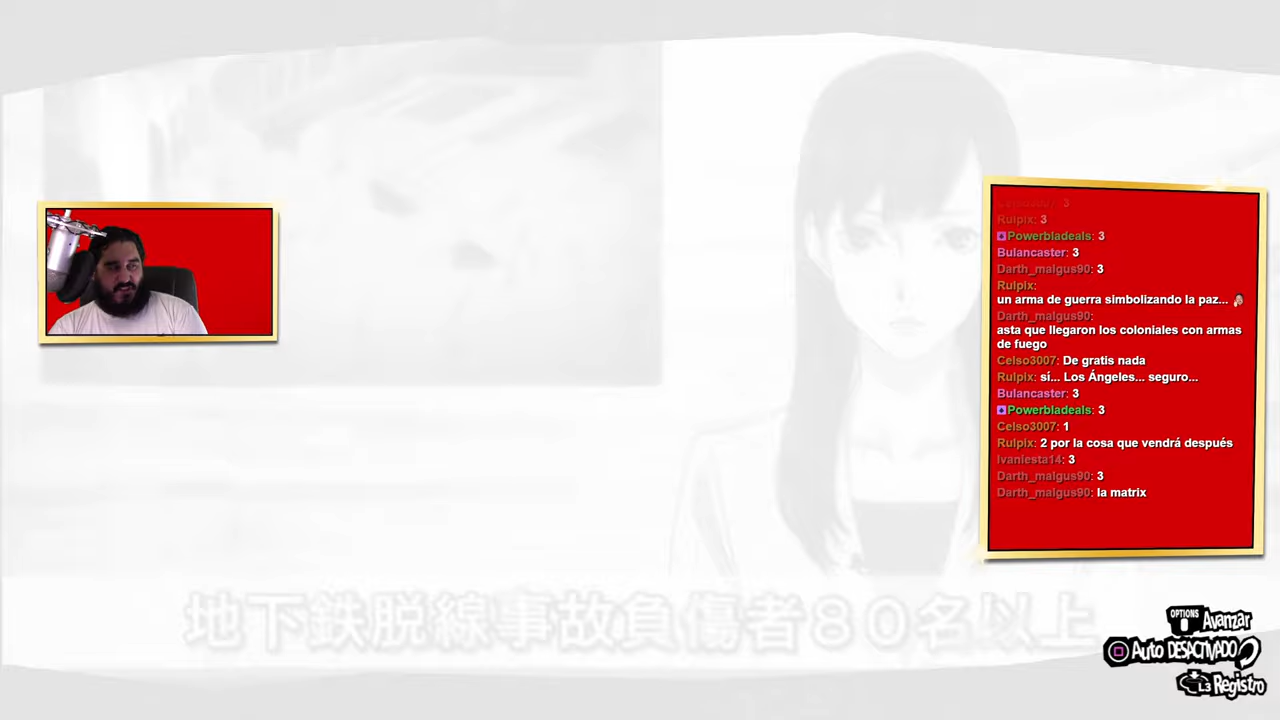 Celso3007: 3
Rulpix: 3
Powerbladeals: 3
Bulancaster: 3
Darth_malgus90: 3
Rulpix:
un arma de guerra simbolizando la paz...
Darth_malgus90:
asta que llegaron los coloniales con armas
de fuego
Celso3007: De gratis nada
Rulpix: sí... Los Ángeles... seguro...
Bulancaster: 3
Powerbladeals: 3
Celso3007: 1
Rulpix: 2 por la cosa que vendrá después
Ivaniesta14: 3
Darth_malgus90: 3
Darth_malgus90: la matrix
地下鉄脱線事故負傷者８０名以上
OPTIONS Avanzar
Auto DESACTIVADO
L3 Registro